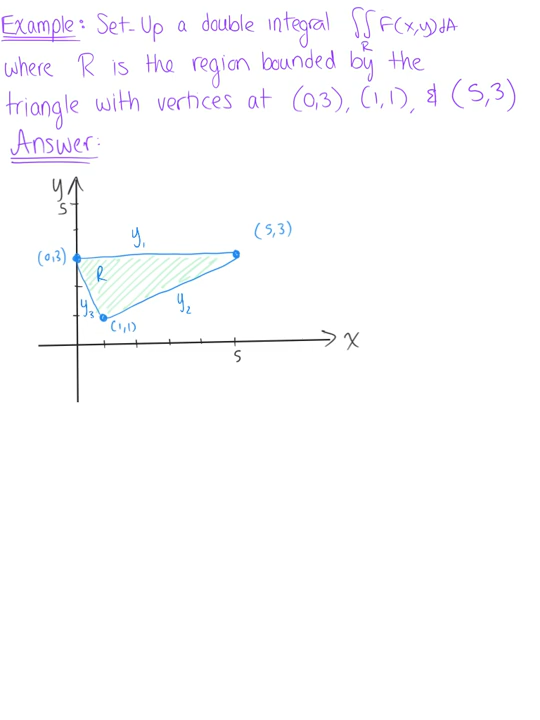 Example: Set-Up a double integral ∬_R F(x,y)dA
where R is the region bounded by the
triangle with vertices at (0,3), (1,1), & (5,3)
Answer:
y
5
y₁
(5,3)
(0,3)
R
y₃
y₂
(1,1)
x
5